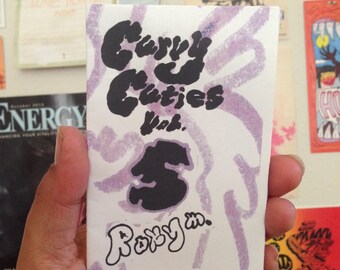 Curvy
Cuties
Vol.
5
Roxy m.
ENERGY